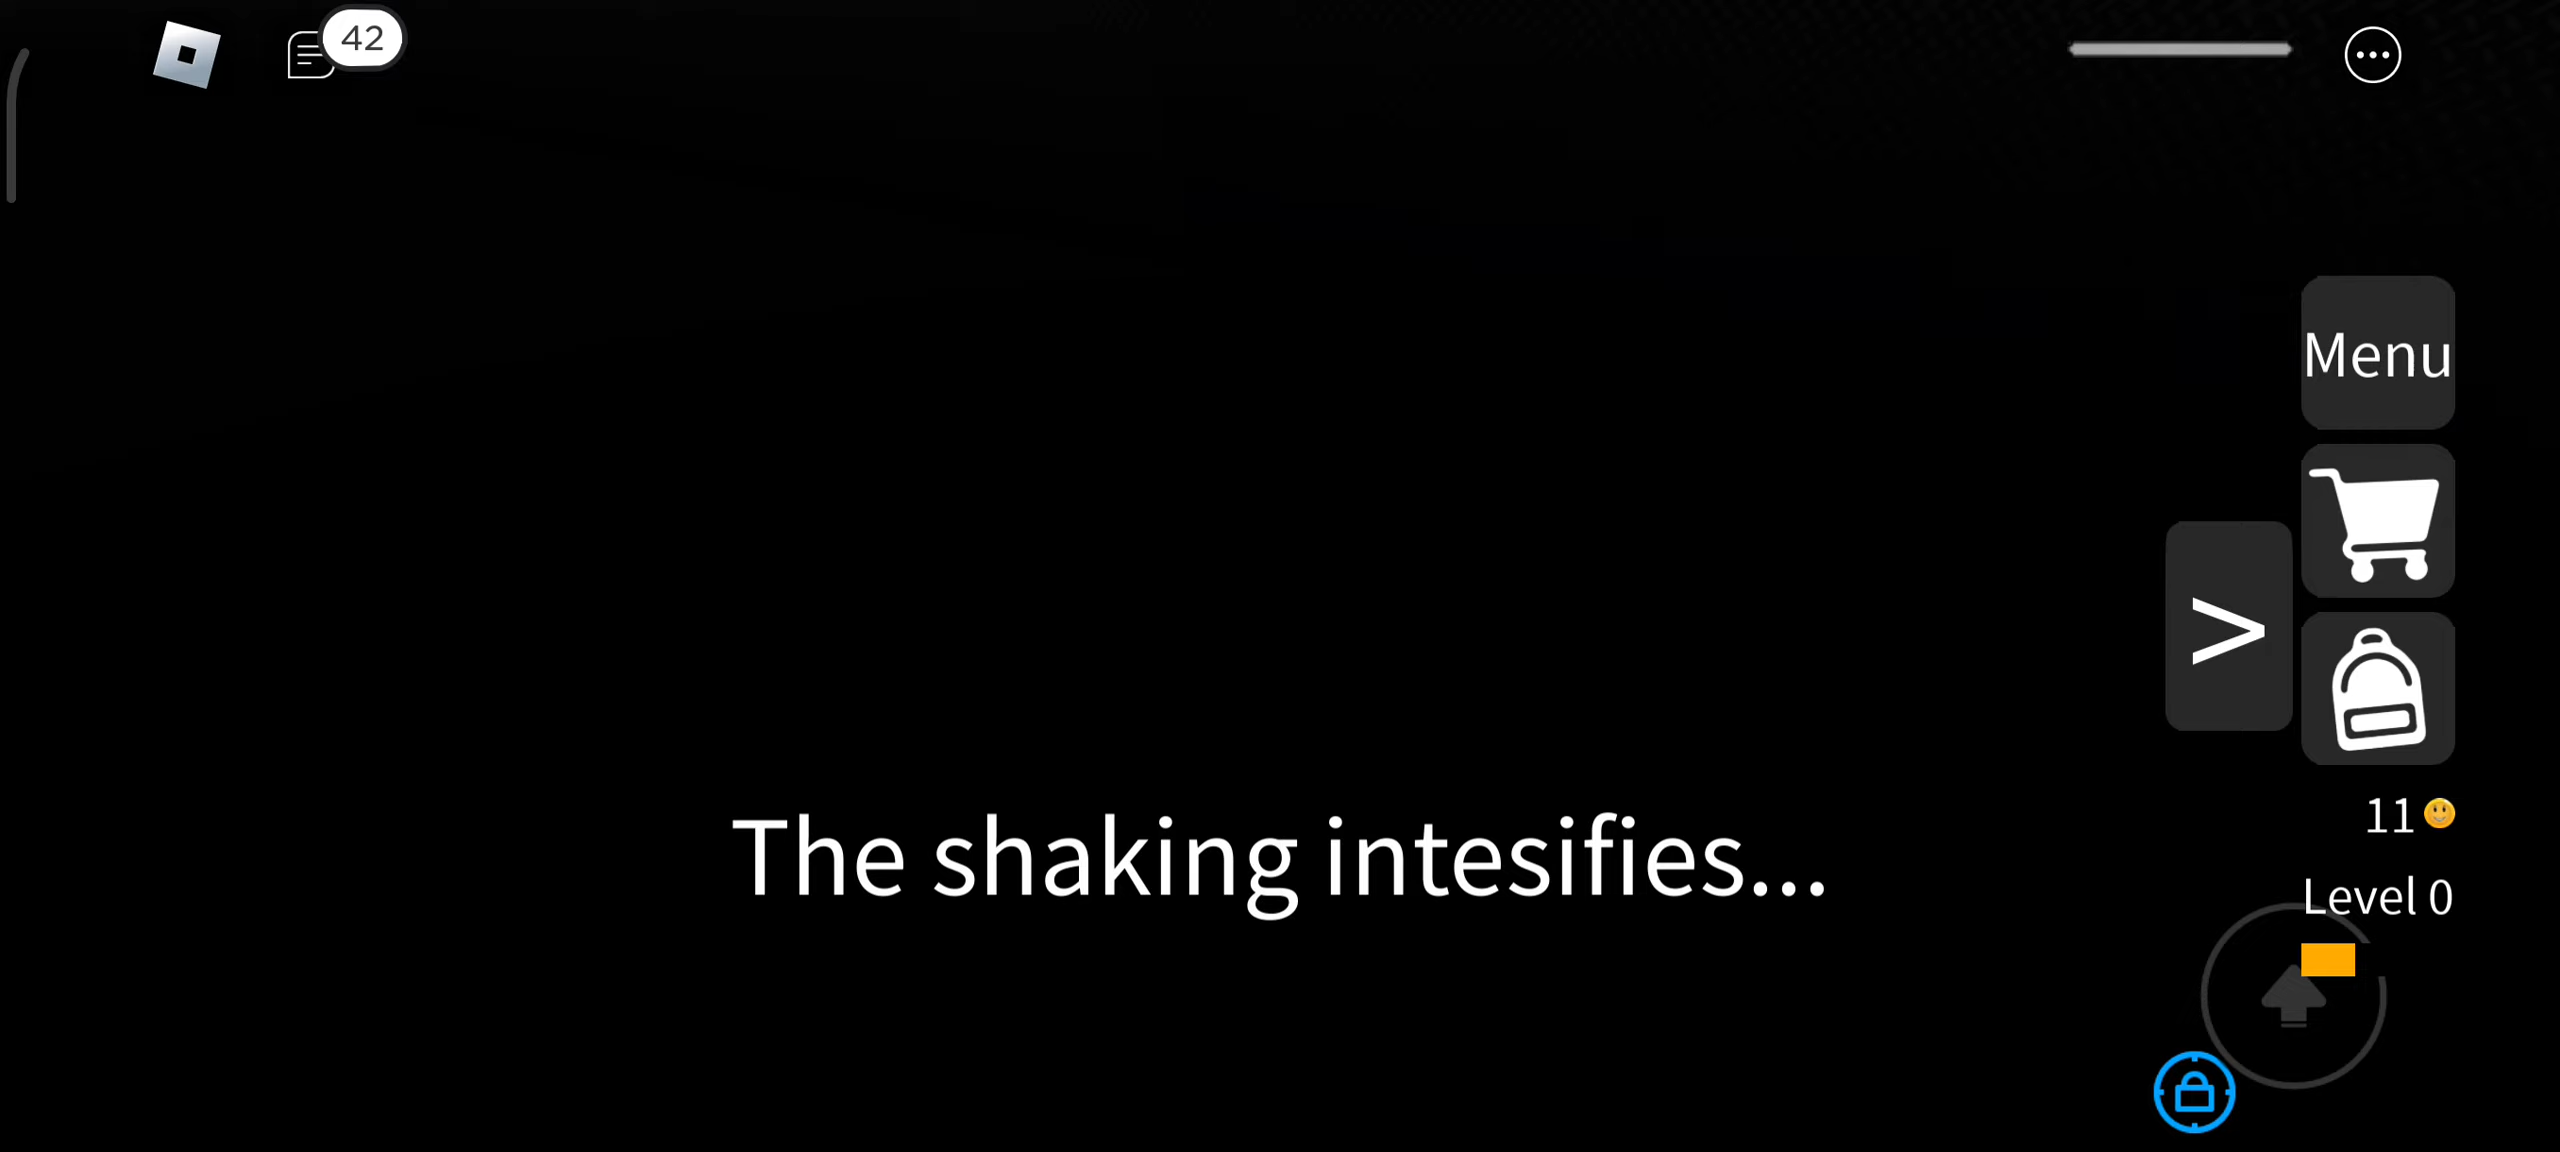 42
Menu
>
The shaking intesifies...
11
Level 0